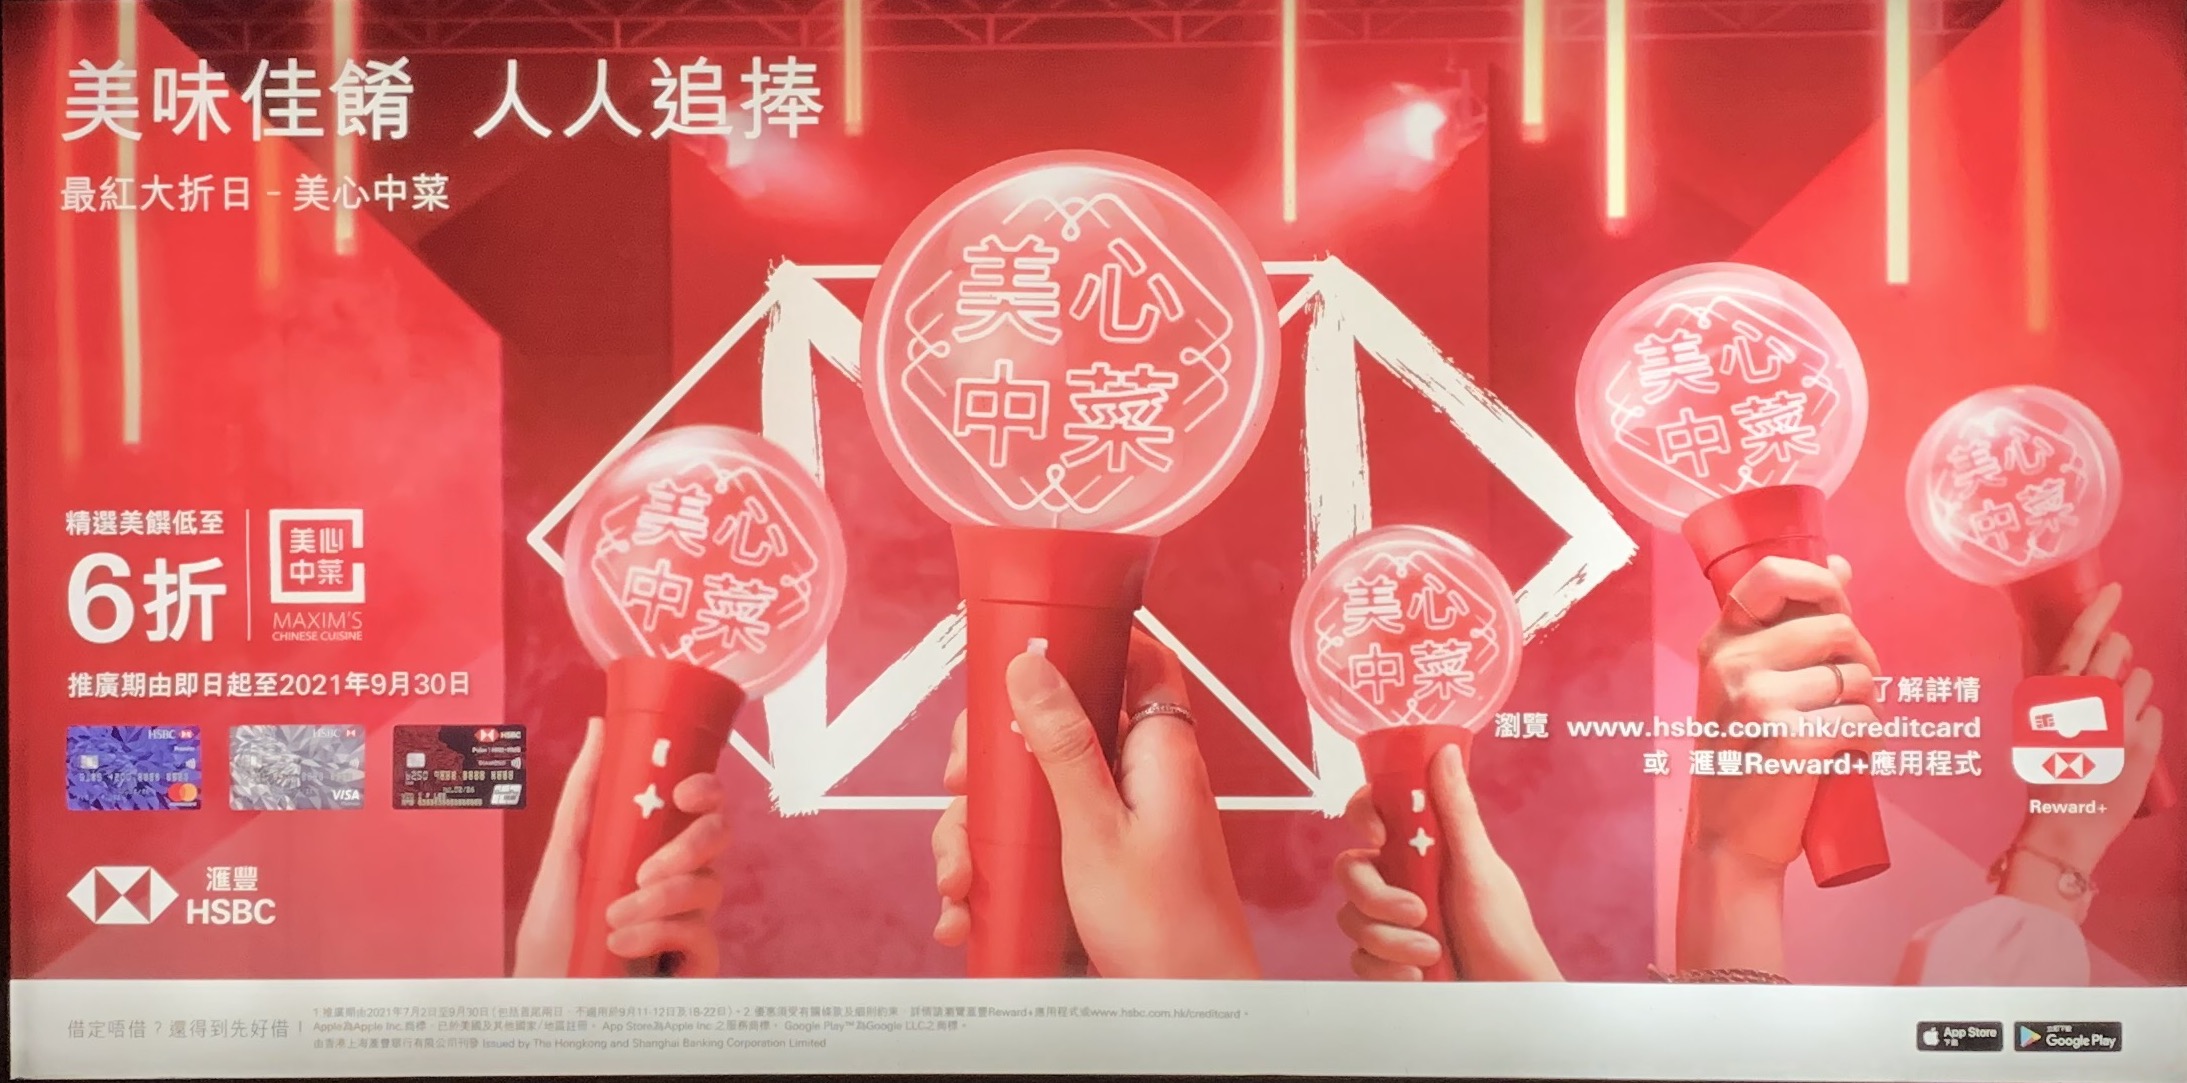 美味佳餚 人人追捧
最紅大折日 - 美心中菜
美心
中菜
美心
中菜
美心
中菜
美心
中菜
美心
中菜
精選美饌低至
6折
美心
中菜
MAXIM'S
CHINESE CUISINE
推廣期由即日起至2021年9月30日
HSBC
HSBC
VISA
HSBC
了解詳情
瀏覽 www.hsbc.com.hk/creditcard
或 滙豐Reward+應用程式
Reward+
滙豐
HSBC
借定唔借？還得到先好借！
1 推廣期由2021年7月2日至9月30日(包括首尾兩日，不適用於9月11-12日及18-22日)。2. 優惠須受有關條款及細則約束，詳情請瀏覽滙豐Reward+應用程式或www.hsbc.com.hk/creditcard。
Apple為Apple Inc.商標，已於美國及其他國家/地區註冊。 App Store為Apple Inc.之服務商標。 Google Play™為Google LLC之商標。
由香港上海滙豐銀行有限公司刊發 Issued by The Hongkong and Shanghai Banking Corporation Limited
App Store
下載
立即下載
Google Play